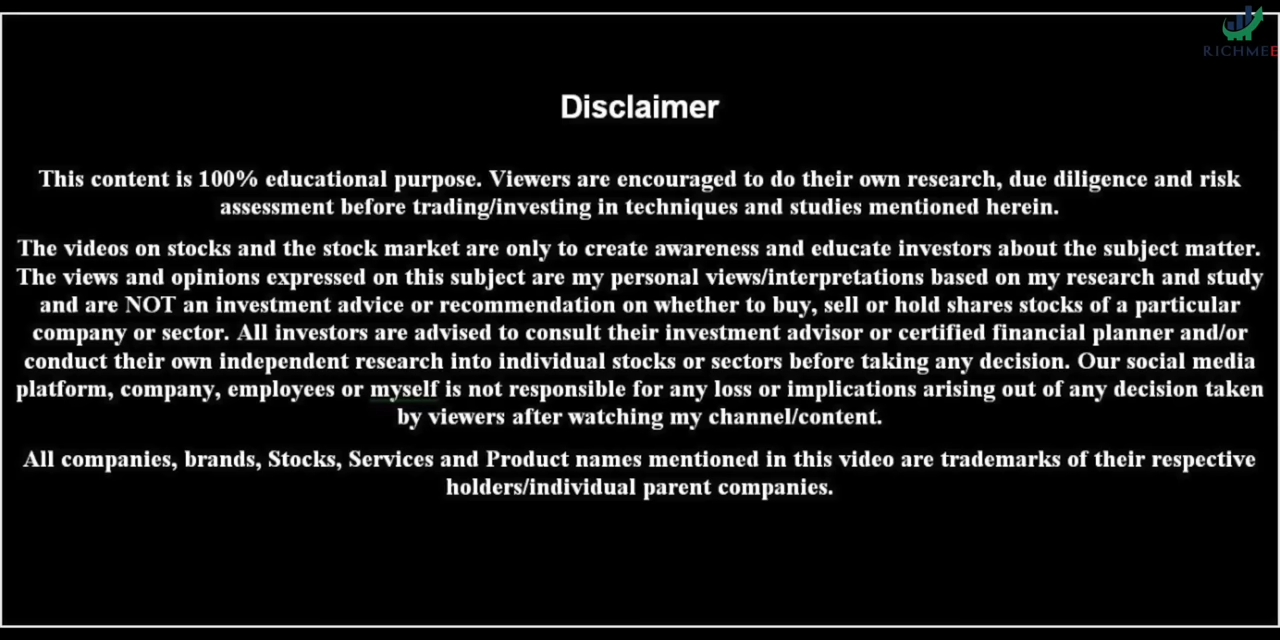 RICHMEE
Disclaimer
This content is 100% educational purpose. Viewers are encouraged to do their own research, due diligence and risk
assessment before trading/investing in techniques and studies mentioned herein.
The videos on stocks and the stock market are only to create awareness and educate investors about the subject matter.
The views and opinions expressed on this subject are my personal views/interpretations based on my research and study
and are NOT an investment advice or recommendation on whether to buy, sell or hold shares stocks of a particular
company or sector. All investors are advised to consult their investment advisor or certified financial planner and/or
conduct their own independent research into individual stocks or sectors before taking any decision. Our social media
platform, company, employees or myself is not responsible for any loss or implications arising out of any decision taken
by viewers after watching my channel/content.
All companies, brands, Stocks, Services and Product names mentioned in this video are trademarks of their respective
holders/individual parent companies.